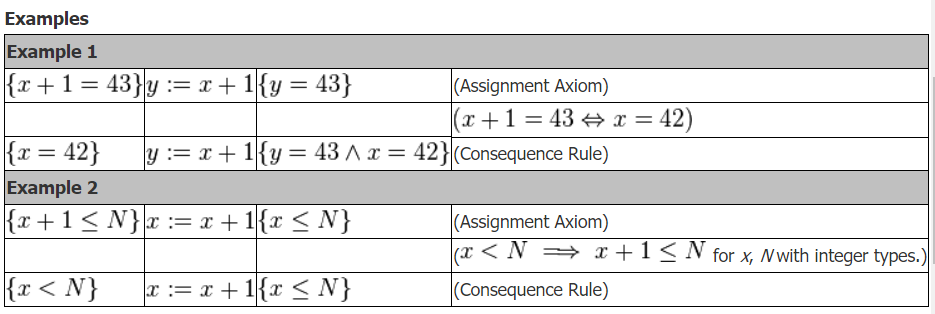 Examples
Example 1
{x + 1 = 43} y := x + 1 {y = 43} (Assignment Axiom)
(x + 1 = 43 ⇔ x = 42)
{x = 42} y := x + 1 {y = 43 ∧ x = 42} (Consequence Rule)
Example 2
{x + 1 ≤ N} x := x + 1 {x ≤ N} (Assignment Axiom)
(x < N ⟹ x + 1 ≤ N for x, N with integer types.)
{x < N} x := x + 1 {x ≤ N} (Consequence Rule)